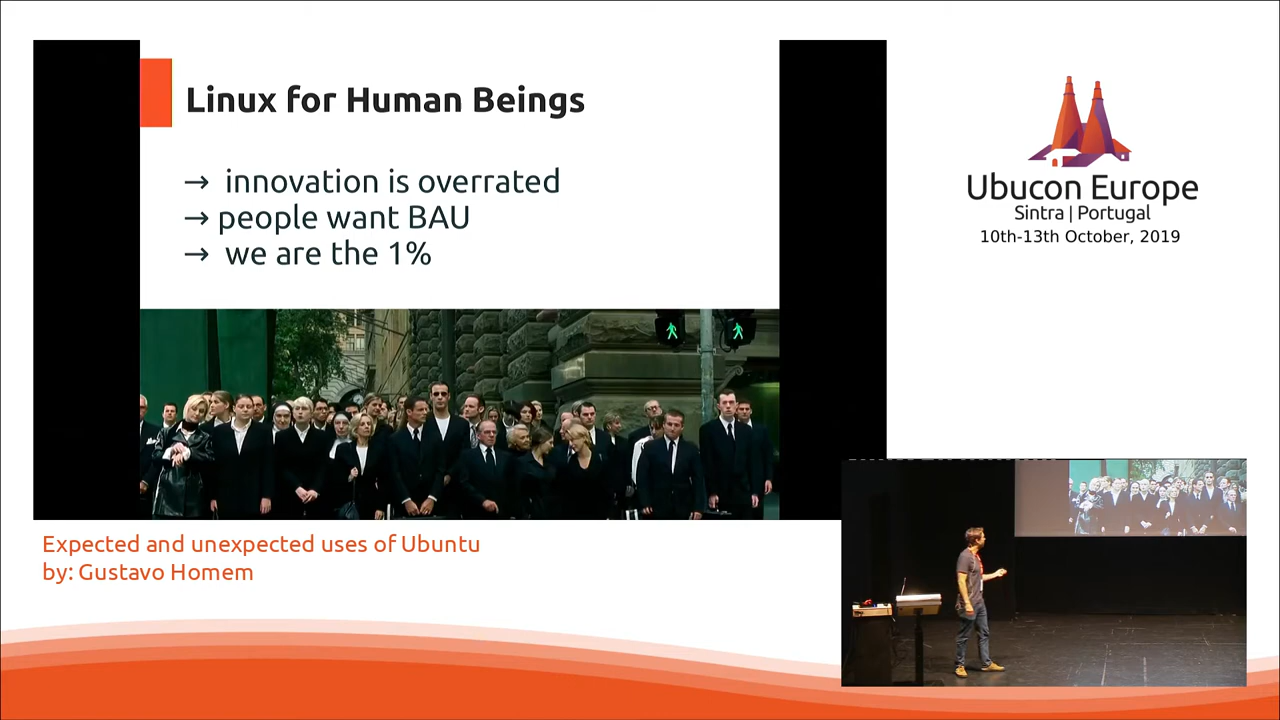 Linux for Human Beings
→ innovation is overrated
→ people want BAU
→ we are the 1%
Expected and unexpected uses of Ubuntu
by: Gustavo Homem
Ubucon Europe
Sintra | Portugal
10th-13th October, 2019